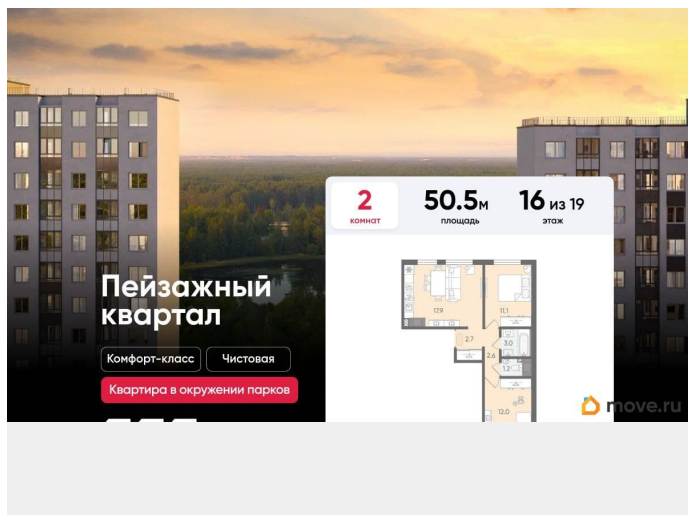 2
комнат
50.5м
площадь
16 из 19
этаж
Пейзажный
квартал
Комфорт-класс
Чистовая
Квартира в окружении парков
17.9
11.1
2.7
3.0
2.6
1.2
12.0
move.ru